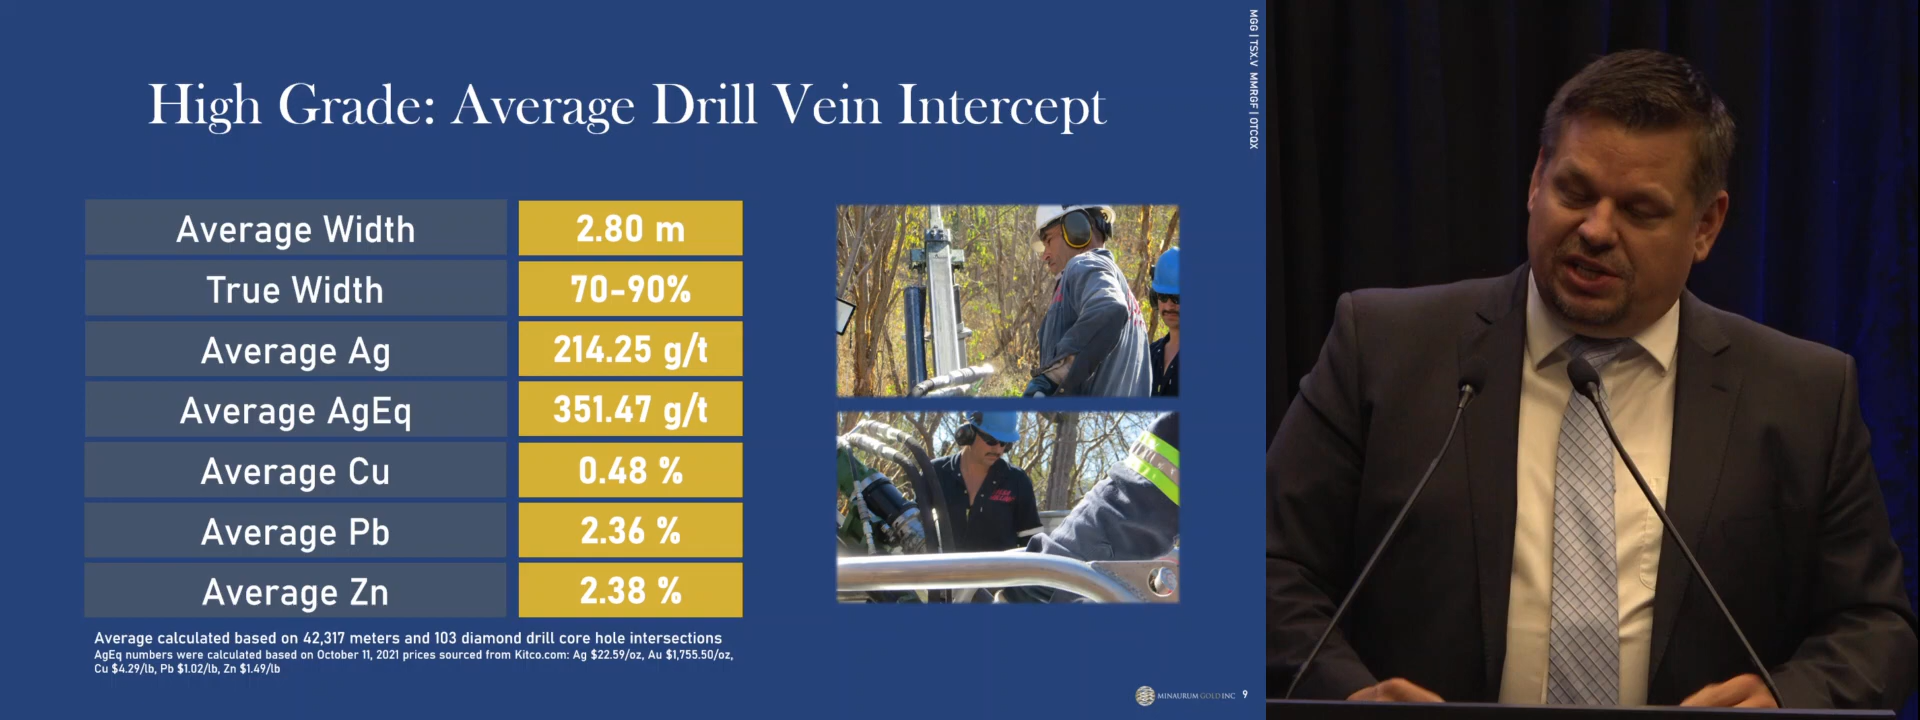 High Grade: Average Drill Vein Intercept
MGG | TSX.V MMRGF | OTCQX
Average Width 2.80 m
True Width 70-90%
Average Ag 214.25 g/t
Average AgEq 351.47 g/t
Average Cu 0.48 %
Average Pb 2.36 %
Average Zn 2.38 %
Average calculated based on 42,317 meters and 103 diamond drill core hole intersections
AgEq numbers were calculated based on October 11, 2021 prices sourced from Kitco.com: Ag $22.59/oz, Au $1,755.50/oz,
Cu $4.29/lb, Pb $1.02/lb, Zn $1.49/lb
MINAURUM GOLD INC 9